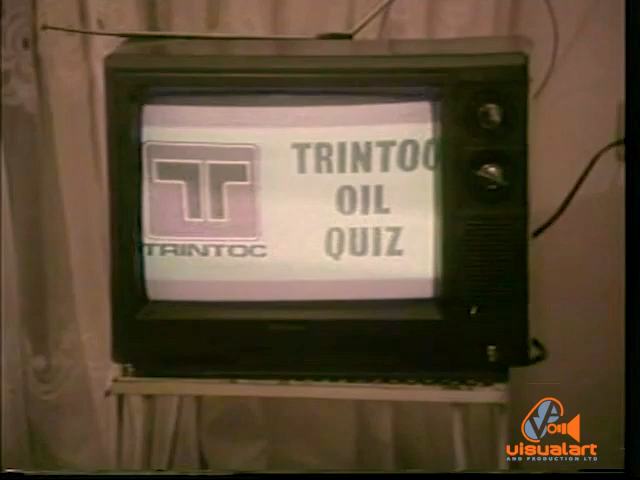 TRINTOC
OIL
QUIZ
TRINTOC
visualart
AND PRODUCTION LTD